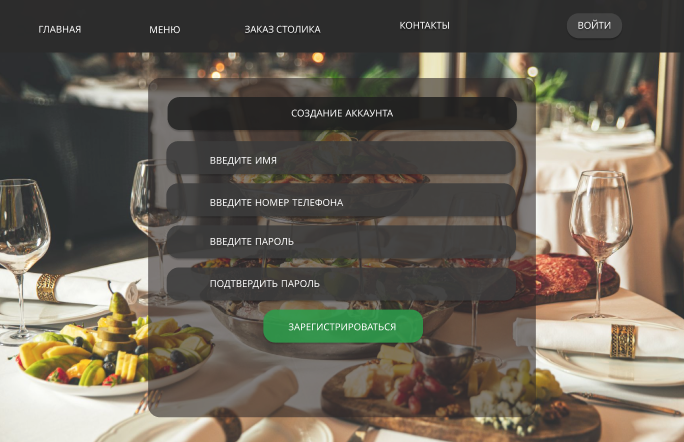 ГЛАВНАЯ
МЕНЮ
ЗАКАЗ СТОЛИКА
КОНТАКТЫ
ВОЙТИ
СОЗДАНИЕ АККАУНТА
ВВЕДИТЕ ИМЯ
ВВЕДИТЕ НОМЕР ТЕЛЕФОНА
ВВЕДИТЕ ПАРОЛЬ
ПОДТВЕРДИТЬ ПАРОЛЬ
ЗАРЕГИСТРИРОВАТЬСЯ